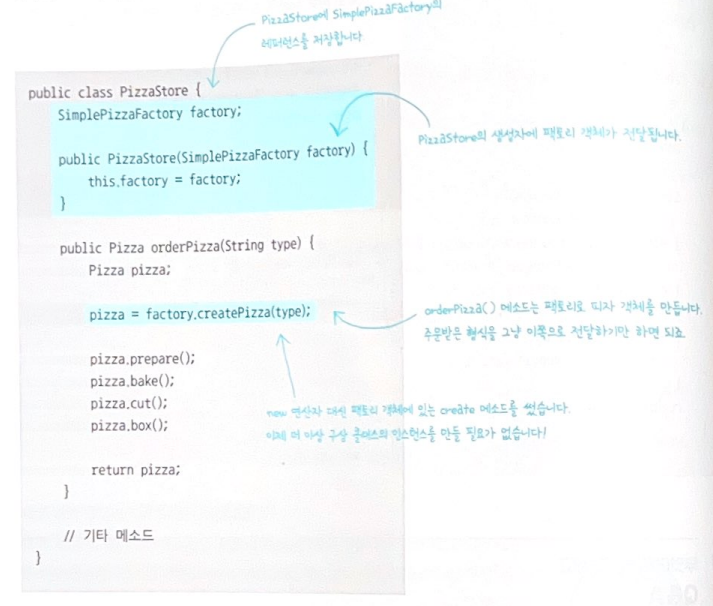 PizzaStore에 SimplePizzaFactory의
레퍼런스를 저장합니다
public class PizzaStore {
SimplePizzaFactory factory;
public PizzaStore(SimplePizzaFactory factory) {
this.factory = factory;
}
PizzaStore의 생성자에 팩토리 객체가 전달됩니다.
public Pizza orderPizza(String type) {
Pizza pizza;
pizza = factory.createPizza(type);
orderPizza() 메소드는 팩토리로 피자 객체를 만듭니다.
주문받은 형식을 그냥 이쪽으로 전달하기만 하면 되죠
pizza.prepare();
pizza.bake();
pizza.cut();
pizza.box();
new 연산자 대신 팩토리 객체에 있는 create 메소드를 썼습니다.
이제 더 이상 구상 클래스의 인스턴스를 만들 필요가 없습니다!
return pizza;
}
// 기타 메소드
}